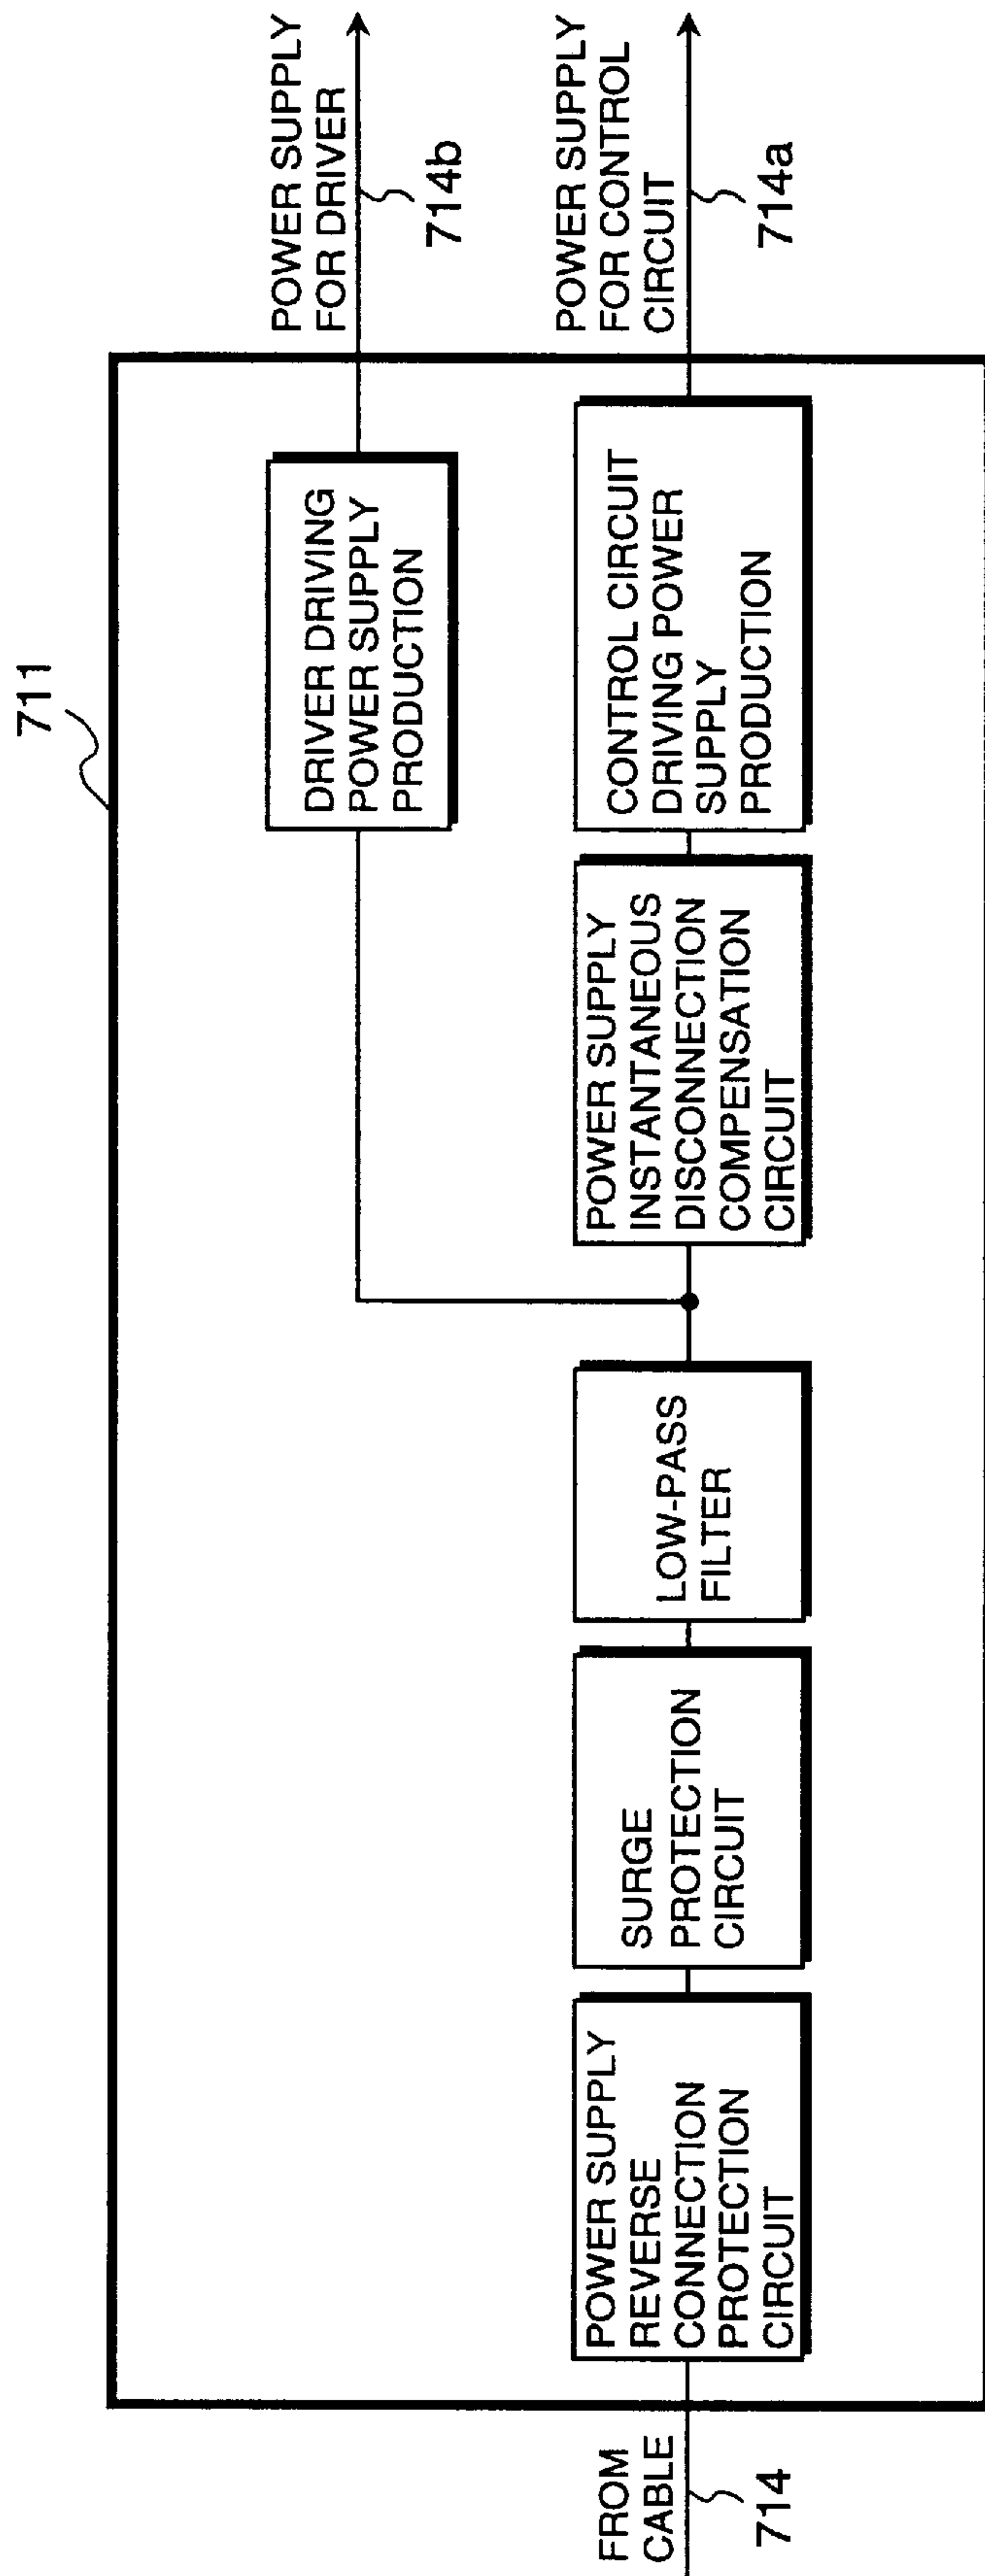 711
FROM
CABLE
714
POWER SUPPLY
REVERSE
CONNECTION
PROTECTION
CIRCUIT
SURGE
PROTECTION
CIRCUIT
LOW-PASS
FILTER
POWER SUPPLY
INSTANTANEOUS
DISCONNECTION
COMPENSATION
CIRCUIT
DRIVER DRIVING
POWER SUPPLY
PRODUCTION
CONTROL CIRCUIT
DRIVING POWER
SUPPLY
PRODUCTION
POWER SUPPLY
FOR DRIVER
714b
POWER SUPPLY
FOR CONTROL
CIRCUIT
714a